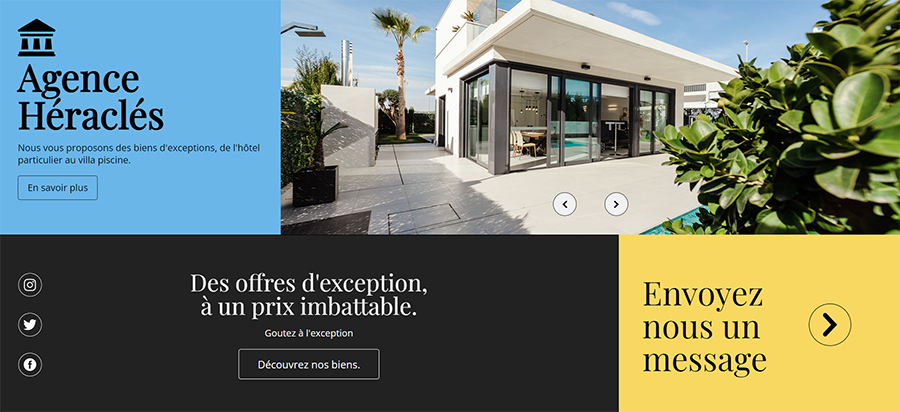 Agence
Héraclés
Nous vous proposons des biens d'exceptions, de l'hôtel
particulier au villa piscine.
En savoir plus
Des offres d'exception,
à un prix imbattable.
Goutez à l'exception
Découvrez nos biens.
Envoyez
nous un
message